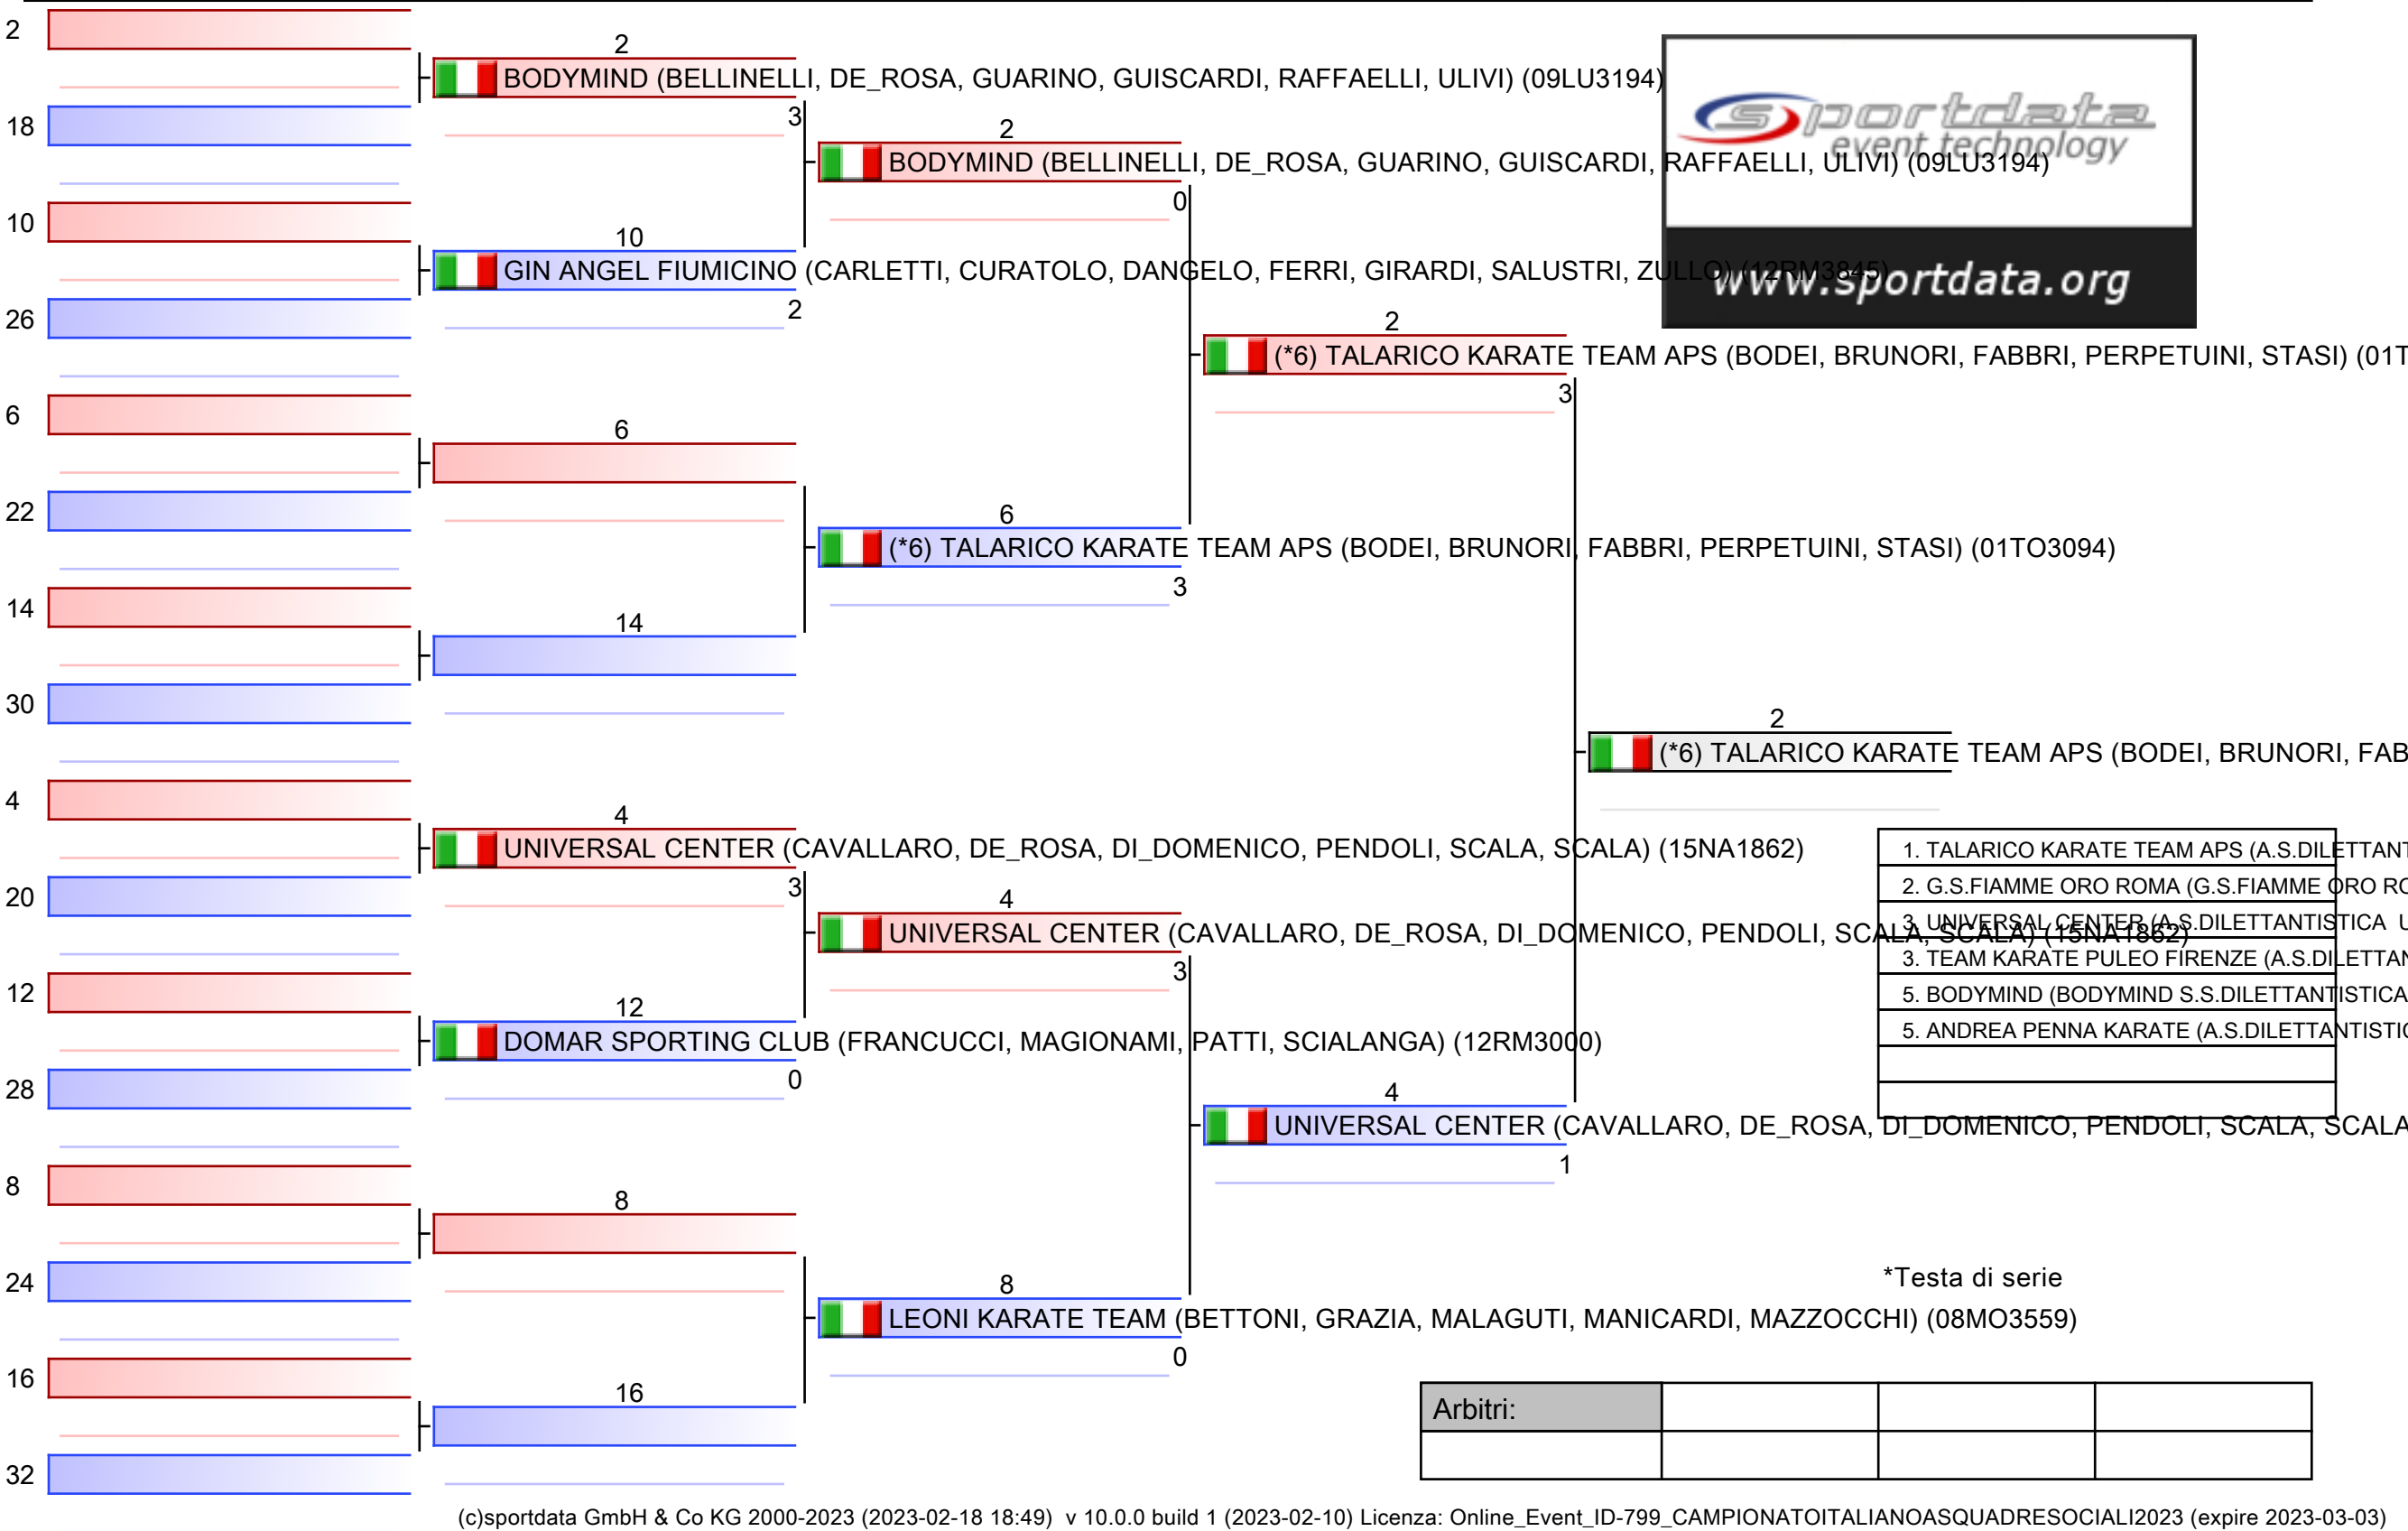 2
2
BODYMIND (BELLINELLI, DE_ROSA, GUARINO, GUISCARDI, RAFFAELLI, ULIVI) (09LU3194)
3
18
2
BODYMIND (BELLINELLI, DE_ROSA, GUARINO, GUISCARDI, RAFFAELLI, ULIVI) (09LU3194)
0
sportdata
event technology
www.sportdata.org
10
10
GIN ANGEL FIUMICINO (CARLETTI, CURATOLO, DANGELO, FERRI, GIRARDI, SALUSTRI, ZULLO) (12RM3845)
2
26
2
(*6) TALARICO KARATE TEAM APS (BODEI, BRUNORI, FABBRI, PERPETUINI, STASI) (01T
3
6
6
22
6
(*6) TALARICO KARATE TEAM APS (BODEI, BRUNORI, FABBRI, PERPETUINI, STASI) (01TO3094)
3
14
14
30
2
(*6) TALARICO KARATE TEAM APS (BODEI, BRUNORI, FAB
4
4
UNIVERSAL CENTER (CAVALLARO, DE_ROSA, DI_DOMENICO, PENDOLI, SCALA, SCALA) (15NA1862)
3
20
4
UNIVERSAL CENTER (CAVALLARO, DE_ROSA, DI_DOMENICO, PENDOLI, SCALA, SCALA) (15NA1862)
3
1. TALARICO KARATE TEAM APS (A.S.DILETTANT
2. G.S.FIAMME ORO ROMA (G.S.FIAMME ORO RO
3. UNIVERSAL CENTER (A.S.DILETTANTISTICA U
3. TEAM KARATE PULEO FIRENZE (A.S.DILETTAN
5. BODYMIND (BODYMIND S.S.DILETTANTISTICA
5. ANDREA PENNA KARATE (A.S.DILETTANTISTIC
12
12
DOMAR SPORTING CLUB (FRANCUCCI, MAGIONAMI, PATTI, SCIALANGA) (12RM3000)
0
28
4
UNIVERSAL CENTER (CAVALLARO, DE_ROSA, DI_DOMENICO, PENDOLI, SCALA, SCALA
1
8
8
24
*Testa di serie
8
LEONI KARATE TEAM (BETTONI, GRAZIA, MALAGUTI, MANICARDI, MAZZOCCHI) (08MO3559)
0
16
16
Arbitri:
32
(c)sportdata GmbH & Co KG 2000-2023 (2023-02-18 18:49) v 10.0.0 build 1 (2023-02-10) Licenza: Online_Event_ID-799_CAMPIONATOITALIANOASQUADRESOCIALI2023 (expire 2023-03-03)